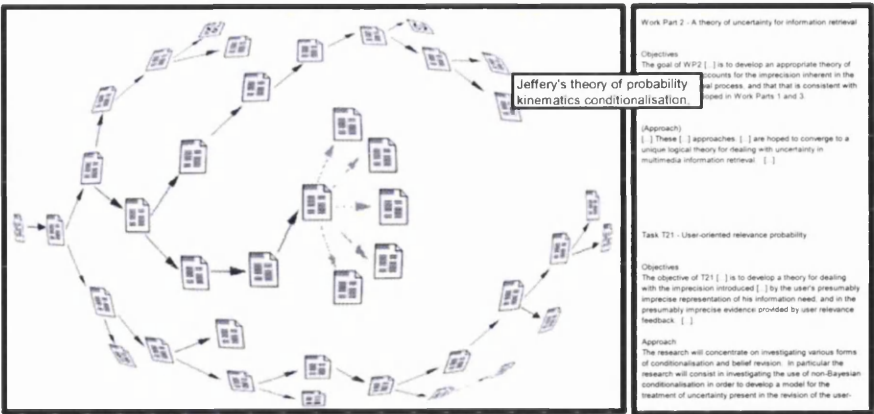 Jeffery's theory of probability
kinematics conditionalisation
Work Part 2 - A theory of uncertainty for information retrieval
Objectives
The goal of WP2 [...] is to develop an appropriate theory of
ccounts for the imprecision inherent in the
al process, and that that is consistent with
oped in Work Parts 1 and 3.
(Approach)
[...] These [...] approaches [...] are hoped to converge to a
unique logical theory for dealing with uncertainty in
multimedia information retrieval. [...]
Task T21 - User-oriented relevance probability
Objectives
The objective of T21 [...] is to develop a theory for dealing
with the imprecision introduced [...] by the user's presumably
imprecise representation of his information need, and in the
presumably imprecise evidence provided by user relevance
feedback. [...]
Approach
The research will concentrate on investigating various forms
of conditionalisation and belief revision. In particular the
research will consist in investigating the use of non-Bayesian
conditionalisation in order to develop a model for the
treatment of uncertainty present in the revision of the user-